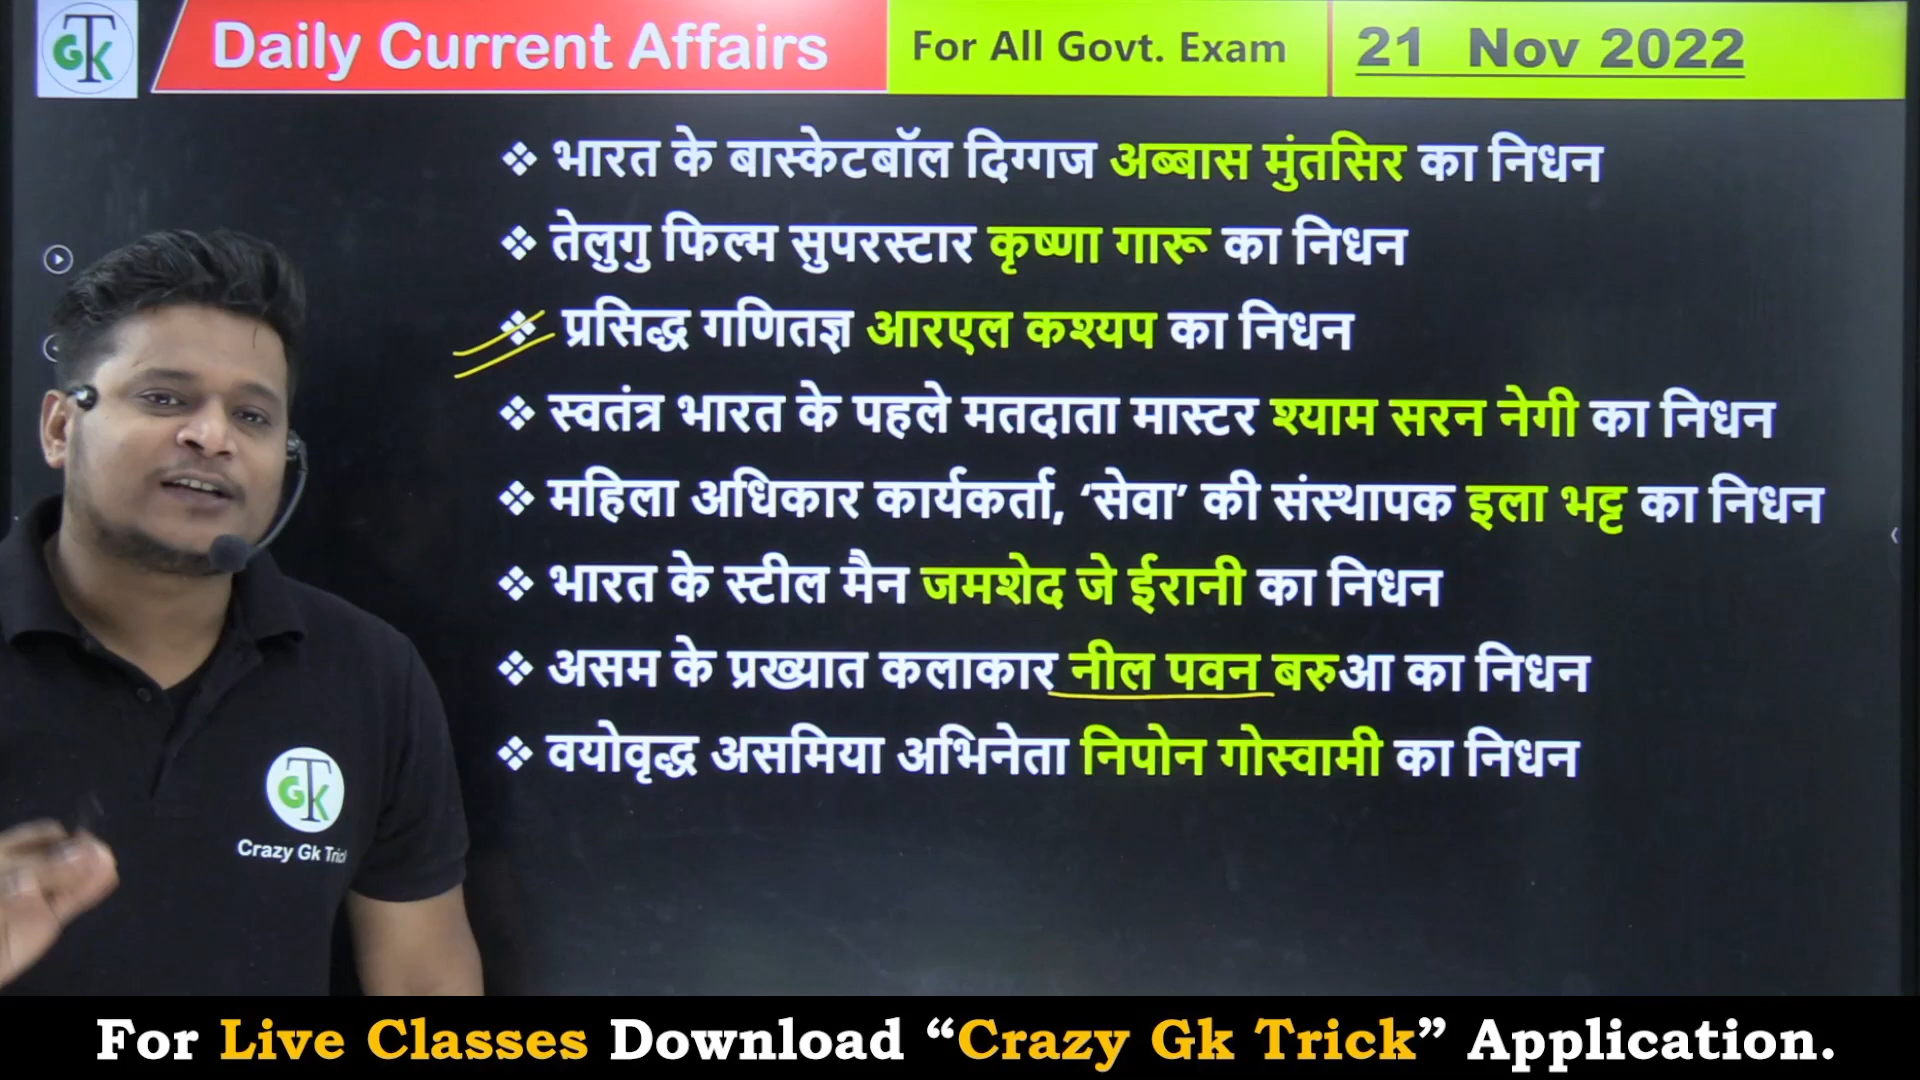 GTK
Daily Current Affairs
For All Govt. Exam
21 Nov 2022
❖ भारत के बास्केटबॉल दिग्गज अब्बास मुंतसिर का निधन
❖ तेलुगु फिल्म सुपरस्टार कृष्णा गारू का निधन
❖ प्रसिद्ध गणितज्ञ आरएल कश्यप का निधन
❖ स्वतंत्र भारत के पहले मतदाता मास्टर श्याम सरन नेगी का निधन
❖ महिला अधिकार कार्यकर्ता, ‘सेवा’ की संस्थापक इला भट्ट का निधन
❖ भारत के स्टील मैन जमशेद जे ईरानी का निधन
❖ असम के प्रख्यात कलाकार नील पवन बरुआ का निधन
❖ वयोवृद्ध असमिया अभिनेता निपोन गोस्वामी का निधन
GTK
Crazy Gk Trick
For Live Classes Download “Crazy Gk Trick” Application.